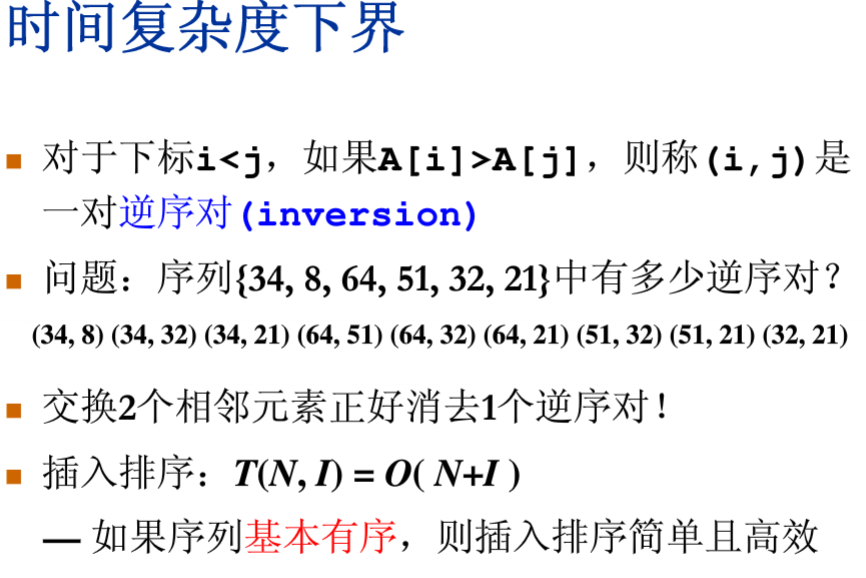 时间复杂度下界
■ 对于下标i<j，如果A[i]>A[j]，则称(i,j)是
一对逆序对(inversion)
■ 问题：序列{34, 8, 64, 51, 32, 21}中有多少逆序对？
(34, 8) (34, 32) (34, 21) (64, 51) (64, 32) (64, 21) (51, 32) (51, 21) (32, 21)
■ 交换2个相邻元素正好消去1个逆序对！
■ 插入排序：T(N, I) = O( N+I )
— 如果序列基本有序，则插入排序简单且高效